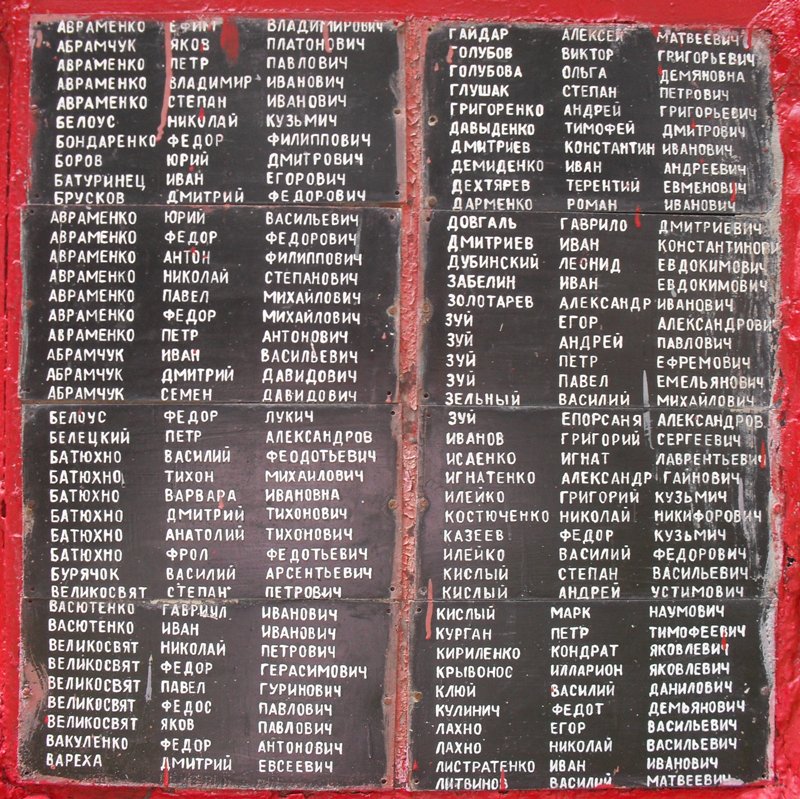 АВРАМЕНКО ЕФИМ ВЛАДИМИРОВИЧ
АБРАМЧУК ЯКОВ ПЛАТОНОВИЧ
АВРАМЕНКО ПЕТР ПАВЛОВИЧ
АВРАМЕНКО ВЛАДИМИР ИВАНОВИЧ
АВРАМЕНКО СТЕПАН ИВАНОВИЧ
БЕЛОУС НИКОЛАЙ КУЗЬМИЧ
БОНДАРЕНКО ФЕДОР ФИЛИППОВИЧ
БОРОВ ЮРИЙ ДМИТРОВИЧ
БАТУРИНЕЦ ИВАН ЕГОРОВИЧ
БРУСКОВ ДМИТРИЙ ФЕДОРОВИЧ
АВРАМЕНКО ЮРИЙ ВАСИЛЬЕВИЧ
АВРАМЕНКО ФЕДОР ФЕДОРОВИЧ
АВРАМЕНКО АНТОН ФИЛИППОВИЧ
АВРАМЕНКО НИКОЛАЙ СТЕПАНОВИЧ
АВРАМЕНКО ПАВЕЛ МИХАЙЛОВИЧ
АВРАМЕНКО ФЕДОР МИХАЙЛОВИЧ
АВРАМЕНКО ПЕТР АНТОНОВИЧ
АБРАМЧУК ИВАН ВАСИЛЬЕВИЧ
АБРАМЧУК ДМИТРИЙ ДАВИДОВИЧ
АБРАМЧУК СЕМЕН ДАВИДОВИЧ
БЕЛОУС ФЕДОР ЛУКИЧ
БЕЛЕЦКИЙ ПЕТР АЛЕКСАНДРОВ
БАТЮХНО ВАСИЛИЙ ФЕОДОТЬЕВИЧ
БАТЮХНО ТИХОН МИХАИЛОВИЧ
БАТЮХНО ВАРВАРА ИВАНОВНА
БАТЮХНО ДМИТРИЙ ТИХОНОВИЧ
БАТЮХНО АНАТОЛИЙ ТИХОНОВИЧ
БАТЮХНО ФРОЛ ФЕДОТЬЕВИЧ
БУРЯЧОК ВАСИЛИЙ АРСЕНТЬЕВИЧ
ВЕЛИКОСВЯТ СТЕПАН ПЕТРОВИЧ
ВАСЮТЕНКО ГАВРИИЛ ИВАНОВИЧ
ВАСЮТЕНКО ИВАН ИВАНОВИЧ
ВЕЛИКОСВЯТ НИКОЛАЙ ПЕТРОВИЧ
ВЕЛИКОСВЯТ ФЕДОР ГЕРАСИМОВИЧ
ВЕЛИКОСВЯТ ПАВЕЛ ГУРИНОВИЧ
ВЕЛИКОСВЯТ ФЕДОС ПАВЛОВИЧ
ВЕЛИКОСВЯТ ЯКОВ ПАВЛОВИЧ
ВАКУЛЕНКО ФЕДОР АНТОНОВИЧ
ВАРЕХА ДМИТРИЙ ЕВСЕЕВИЧ
ГАЙДАР АЛЕКСЕЙ МАТВЕЕВИЧ
ГОЛУБОВ ВИКТОР ГРИГОРЬЕВИЧ
ГОЛУБОВА ОЛЬГА ДЕМЯНОВНА
ГЛУШАК СТЕПАН ПЕТРОВИЧ
ГРИГОРЕНКО АНДРЕЙ ГРИГОРЬЕВИЧ
ДАВЫДЕНКО ТИМОФЕЙ ДМИТРОВИЧ
ДМИТРИЕВ КОНСТАНТИН ИВАНОВИЧ
ДЕМИДЕНКО ИВАН АНДРЕЕВИЧ
ДЕХТЯРЕВ ТЕРЕНТИЙ ЕВМЕНОВИЧ
ДАРМЕНКО РОМАН ИВАНОВИЧ
ДОВГАЛЬ ГАВРИЛО ДМИТРИЕВИЧ
ДМИТРИЕВ ИВАН КОНСТАНТИНОВИ
ДУБИНСКИЙ ЛЕОНИД ЕВДОКИМОВИЧ
ЗАБЕЛИН ИВАН ЕВДОКИМОВИЧ
ЗОЛОТАРЕВ АЛЕКСАНДР ИВАНОВИЧ
ЗУЙ ЕГОР АЛЕКСАНДРОВИ
ЗУЙ АНДРЕЙ ПАВЛОВИЧ
ЗУЙ ПЕТР ЕФРЕМОВИЧ
ЗУЙ ПАВЕЛ ЕМЕЛЬЯНОВИЧ
ЗЕЛЬНЫЙ ВАСИЛИЙ МИХАЙЛОВИЧ
ЗУЙ ЕПОРСАНЯ АЛЕКСАНДРОВ
ИВАНОВ ГРИГОРИЙ СЕРГЕЕВИЧ
ИСАЕНКО ИГНАТ ЛАВРЕНТЬЕВИЧ
ИГНАТЕНКО АЛЕКСАНДР ГАЙНОВИЧ
ИЛЕЙКО ГРИГОРИЙ КУЗЬМИЧ
КОСТЮЧЕНКО НИКОЛАЙ НИКИФОРОВИЧ
КАЗЕЕВ ФЕДОР КУЗЬМИЧ
ИЛЕЙКО ВАСИЛИЙ ФЕДОРОВИЧ
КИСЛЫЙ СТЕПАН ВАСИЛЬЕВИЧ
КИСЛЫЙ АНДРЕЙ УСТИМОВИЧ
КИСЛЫЙ МАРК НАУМОВИЧ
КУРГАН ПЕТР ТИМОФЕЕВИЧ
КИРИЛЕНКО КОНДРАТ ЯКОВЛЕВИЧ
КРЫВОНОС ИЛЛАРИОН ЯКОВЛЕВИЧ
КЛЮЙ ВАСИЛИЙ ДАНИЛОВИЧ
КУЛИНИЧ ФЕДОТ ДЕМЬЯНОВИЧ
ЛАХНО ЕГОР ВАСИЛЬЕВИЧ
ЛАХНО НИКОЛАЙ ВАСИЛЬЕВИЧ
ЛИСТРАТЕНКО ИВАН ИВАНОВИЧ
ЛИТВИНОВ ВАСИЛИЙ МАТВЕЕВИЧ